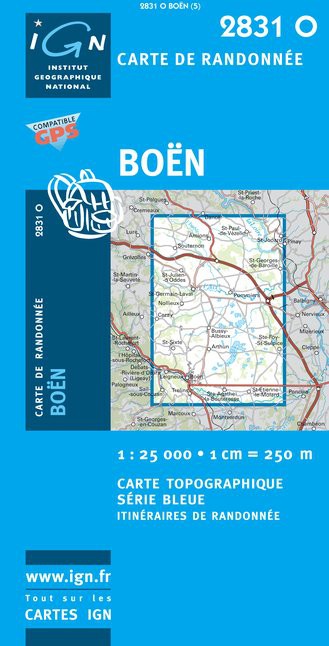 2831 O BOËN (5)
IGN
INSTITUT
GEOGRAPHIQUE
NATIONAL
2831 O
CARTE DE RANDONNÉE
COMPATIBLE
GPS
BOËN
2831 O
CARTE DE RANDONNÉE
BOËN
St-Priest-la-Roche
St-Polgues
Cremeaux
Dancé
St-Paul-de-Vézelin
Luré
Amions
St-Jodard
Pinay
Souternon
Grézolles
St-Georges-de-Baroille
St-Martin-la-Sauveté
St-Julien-d'Oddes
St-Germain-Laval
Pommiers
Balbigny
Nollieux
Nervieux
Ailleux
Cezay
Mizérieux
Bussy-Albieux
St-Sixte
Arthun
Ste-Foy-St-Sulpice
Cleppé
St-Laurent-Rochefort
l'Hôpital-sous-Rochefort
Débats-Rivière-d'Orpra
(Ligeay)
Leigneux
Boën
Palogneux
Sail-sous-Couzan
Trelins
Ste-Agathe-la-Bouteresse
St-Etienne-le-Molard
Poncins
St-Georges-en-Couzan
Marcoux
Montverdun
Chambéon
1 : 25 000 • 1 cm = 250 m
CARTE TOPOGRAPHIQUE
SÉRIE BLEUE
ITINÉRAIRES DE RANDONNÉE
www.ign.fr
Tout sur les
CARTES IGN